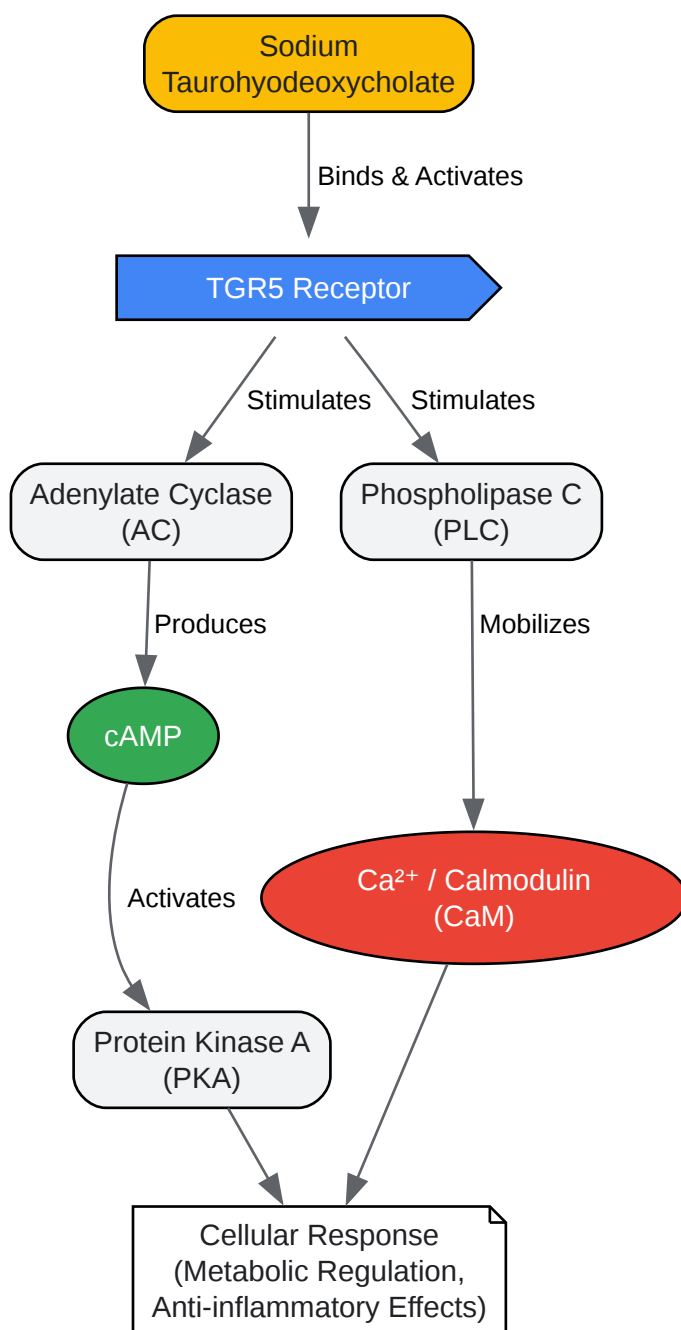 Sodium
Taurohyodeoxycholate
Binds & Activates
TGR5 Receptor
Stimulates
Stimulates
Adenylate Cyclase
(AC)
Phospholipase C
(PLC)
Produces
Mobilizes
cAMP
Ca²⁺ / Calmodulin
(CaM)
Activates
Protein Kinase A
(PKA)
Cellular Response
(Metabolic Regulation,
Anti-inflammatory Effects)